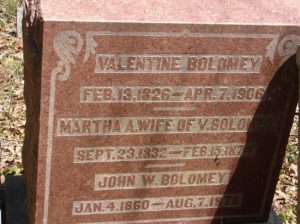 VALENTINE BOLOMEY
FEB. 13. 1826 — APR. 7. 1906
MARTHA A. WIFE OF V.
SEPT. 23. 1832 — FEB. 15.
JOHN W. BOLOMEY
JAN. 4. 1860 — AUG. 7.